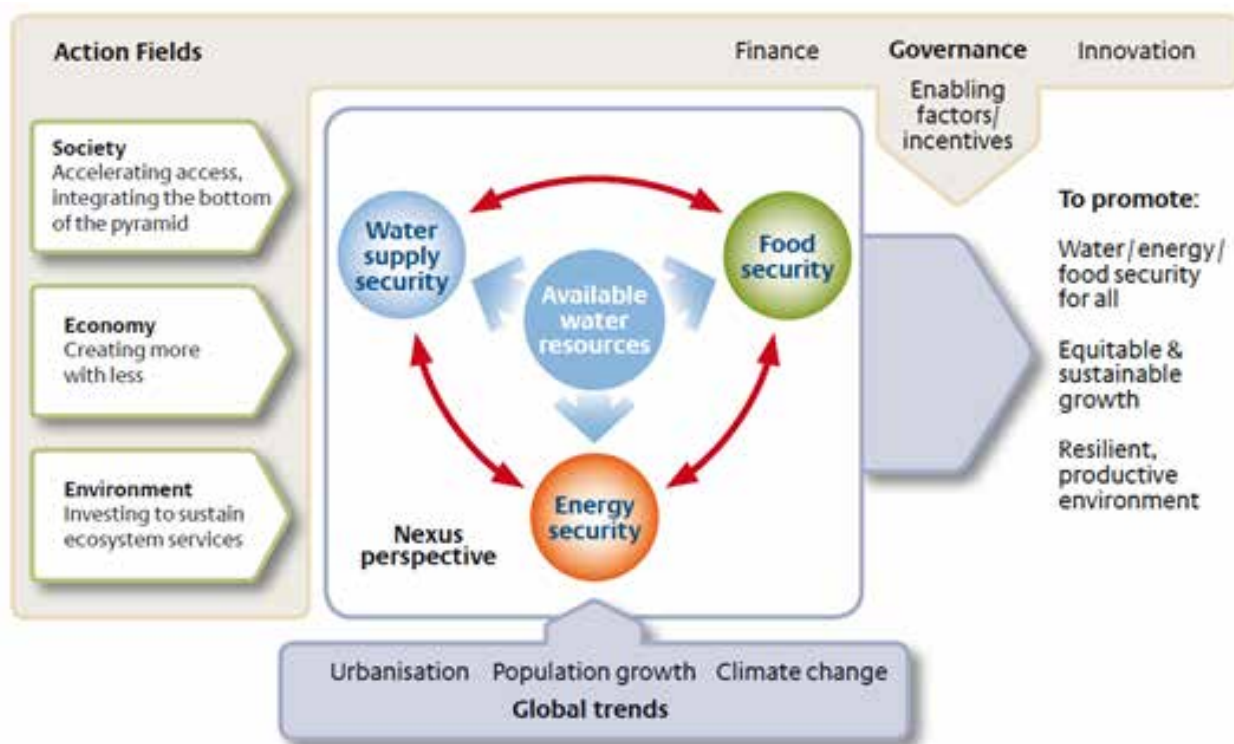 Action Fields
Finance
Governance
Innovation
Enabling
factors/
incentives
Society
Accelerating access,
integrating the bottom
of the pyramid
Economy
Creating more
with less
Environment
Investing to sustain
ecosystem services
Water
supply
security
Food
security
Available
water
resources
Energy
security
Nexus
perspective
To promote:
Water/energy/
food security
for all
Equitable &
sustainable
growth
Resilient,
productive
environment
Urbanisation
Population growth
Climate change
Global trends